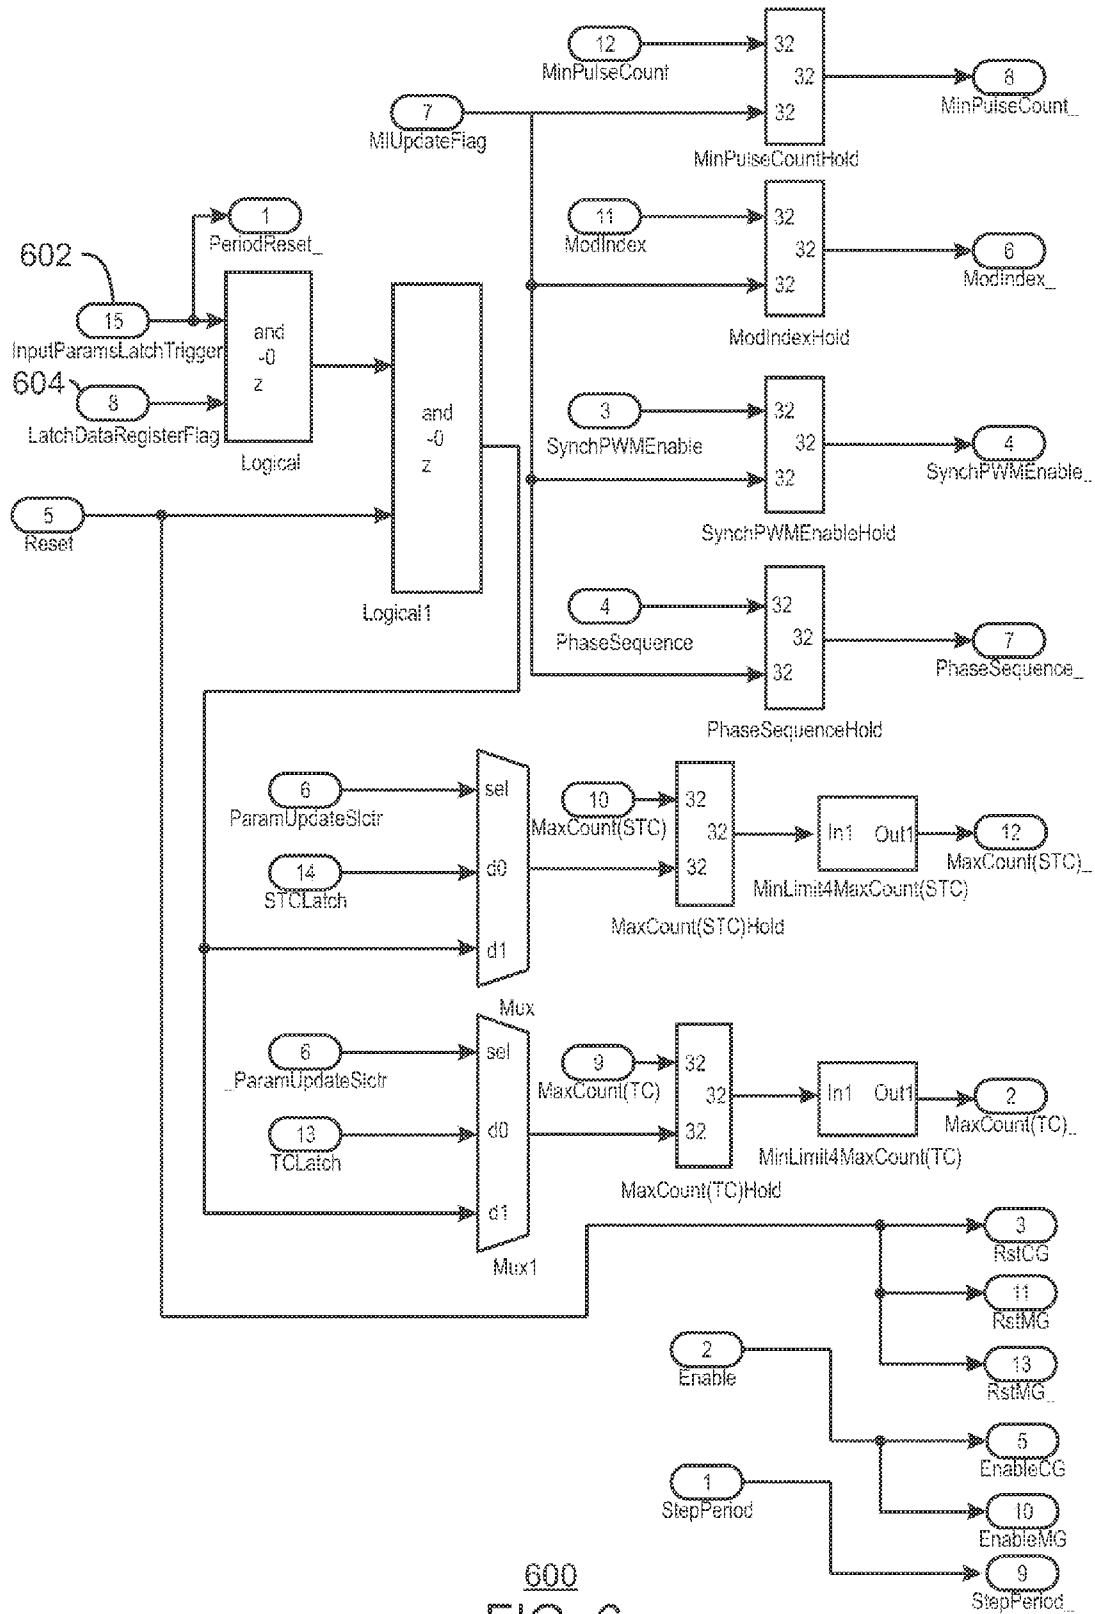 12
MinPulseCount
32
32
32
MinPulseCountHold
8
MinPulseCount_
7
MIUpdateFlag
11
ModIndex
32
32
32
ModIndexHold
6
ModIndex_
1
PeriodReset_
602
15
InputParamsLatchTrigger
604
8
LatchDataRegisterFlag
and
-0
z
Logical
and
-0
z
Logical1
5
Reset
3
SynchPWMEnable
32
32
32
SynchPWMEnableHold
4
SynchPWMEnable_
4
PhaseSequence
32
32
32
PhaseSequenceHold
7
PhaseSequence_
6
ParamUpdateSlctr
14
STCLatch
sel
d0
d1
Mux
10
MaxCount(STC)
32
32
32
MaxCount(STC)Hold
In1 Out1
MinLimit4MaxCount(STC)
12
MaxCount(STC)_
6
_ParamUpdateSlctr
13
TCLatch
sel
d0
d1
Mux1
9
MaxCount(TC)
32
32
32
MaxCount(TC)Hold
In1 Out1
MinLimit4MaxCount(TC)
2
MaxCount(TC)_
3
RstCG
11
RstMG
13
RstMG_
2
Enable
5
EnableCG
10
EnableMG
1
StepPeriod
9
StepPeriod_
600
FIG. 6